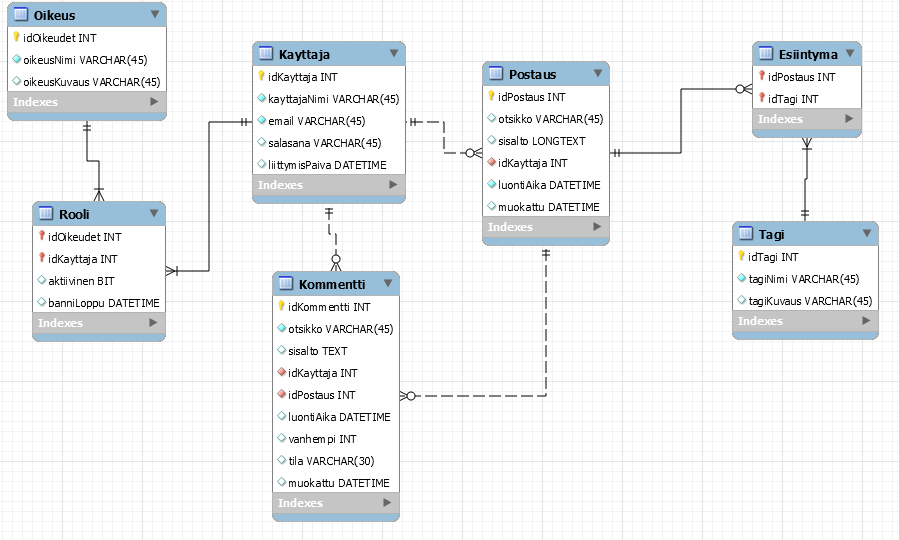 Oikeus
idOikeudet INT
oikeusNimi VARCHAR(45)
oikeusKuvaus VARCHAR(45)
Indexes
Kayttaja
idKayttaja INT
kayttajaNimi VARCHAR(45)
email VARCHAR(45)
salasana VARCHAR(45)
liittymisPaiva DATETIME
Indexes
Postaus
idPostaus INT
otsikko VARCHAR(45)
sisalto LONGTEXT
idKayttaja INT
luontiAika DATETIME
muokattu DATETIME
Indexes
Esiintyma
idPostaus INT
idTagi INT
Indexes
Rooli
idOikeudet INT
idKayttaja INT
aktiivinen BIT
banniLoppu DATETIME
Indexes
Kommentti
idKommentti INT
otsikko VARCHAR(45)
sisalto TEXT
idKayttaja INT
idPostaus INT
luontiAika DATETIME
vanhempi INT
tila VARCHAR(30)
muokattu DATETIME
Indexes
Tagi
idTagi INT
tagiNimi VARCHAR(45)
tagiKuvaus VARCHAR(45)
Indexes